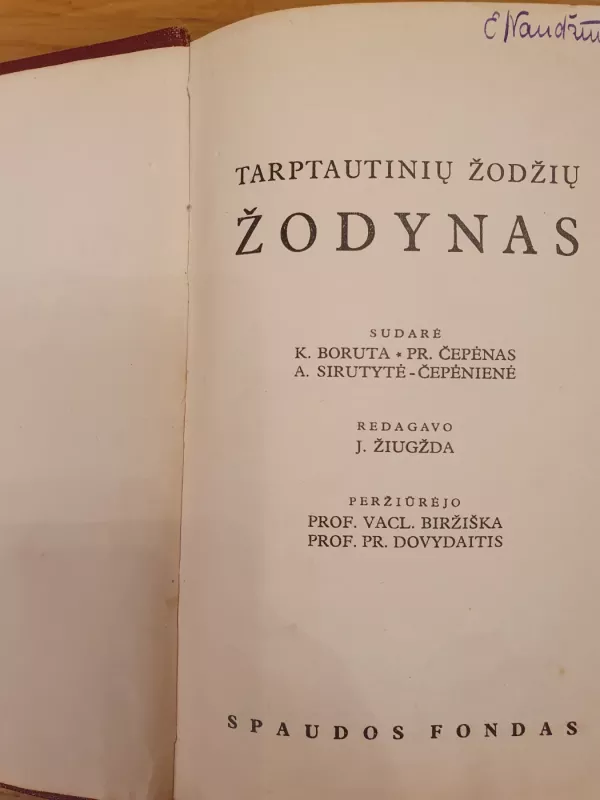 TARPTAUTINIŲ ŽODŽIŲ
ŽODYNAS
SUDARĖ
K. BORUTA * PR. ČEPĖNAS
A. SIRUTYTĖ-ČEPĖNIENĖ
REDAGAVO
J. ŽIUGŽDA
PERŽIŪRĖJO
PROF. VACL. BIRŽIŠKA
PROF. PR. DOVYDAITIS
SPAUDOS FONDAS